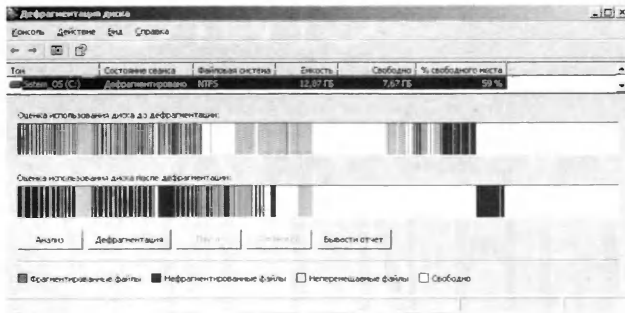 Дефрагментация диска
Консоль Действие Вид Справка
Том Состояние сеанса Файловая система Емкость Свободно % свободного места
Sistem_OS (C:) Дефрагментировано NTFS 12,87 ГБ 7,67 ГБ 59 %
Оценка использования диска до дефрагментации:
Оценка использования диска после дефрагментации:
Анализ Дефрагментация Вывести отчет
Фрагментированные файлы Нефрагментированные файлы Неперемещаемые файлы Свободно